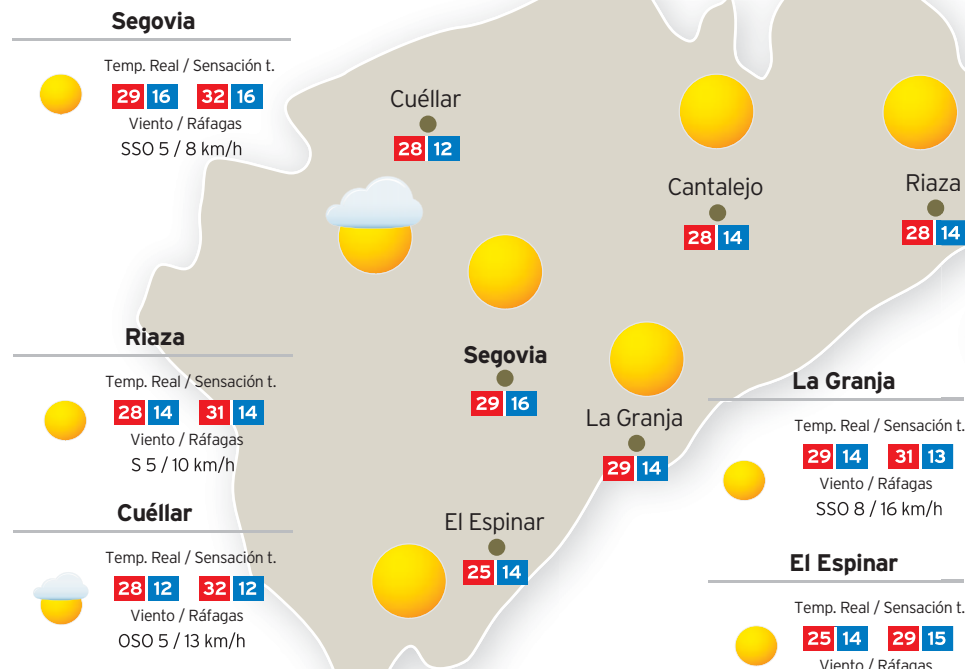 Segovia
Temp. Real / Sensación t.
29 16 32 16
Viento / Ráfagas
SSO 5 / 8 km/h
Cuéllar
28 12
Cantalejo
28 14
Riaza
28 14
Segovia
29 16
La Granja
29 14
El Espinar
25 14
Riaza
Temp. Real / Sensación t.
28 14 31 14
Viento / Ráfagas
S 5 / 10 km/h
Cuéllar
Temp. Real / Sensación t.
28 12 32 12
Viento / Ráfagas
OSO 5 / 13 km/h
La Granja
Temp. Real / Sensación t.
29 14 31 13
Viento / Ráfagas
SSO 8 / 16 km/h
El Espinar
Temp. Real / Sensación t.
25 14 29 15
Viento / Ráfagas